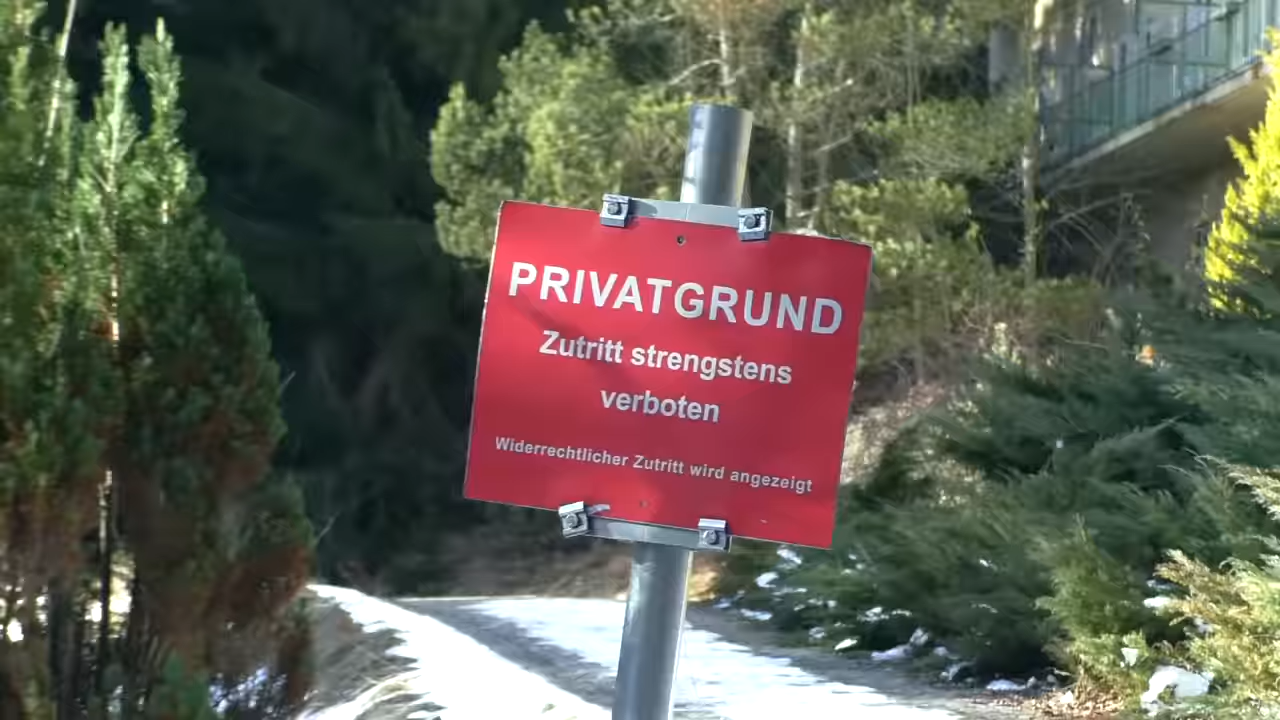 PRIVATGRUND
Zutritt strengstens
verboten
Widerrechtlicher Zutritt wird angezeigt